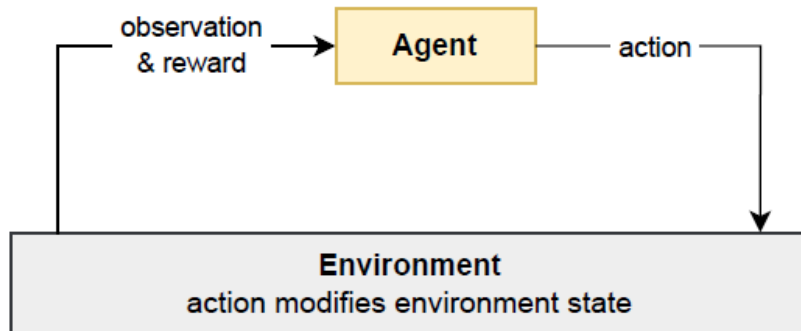 observation
& reward
Agent
action
Environment
action modifies environment state